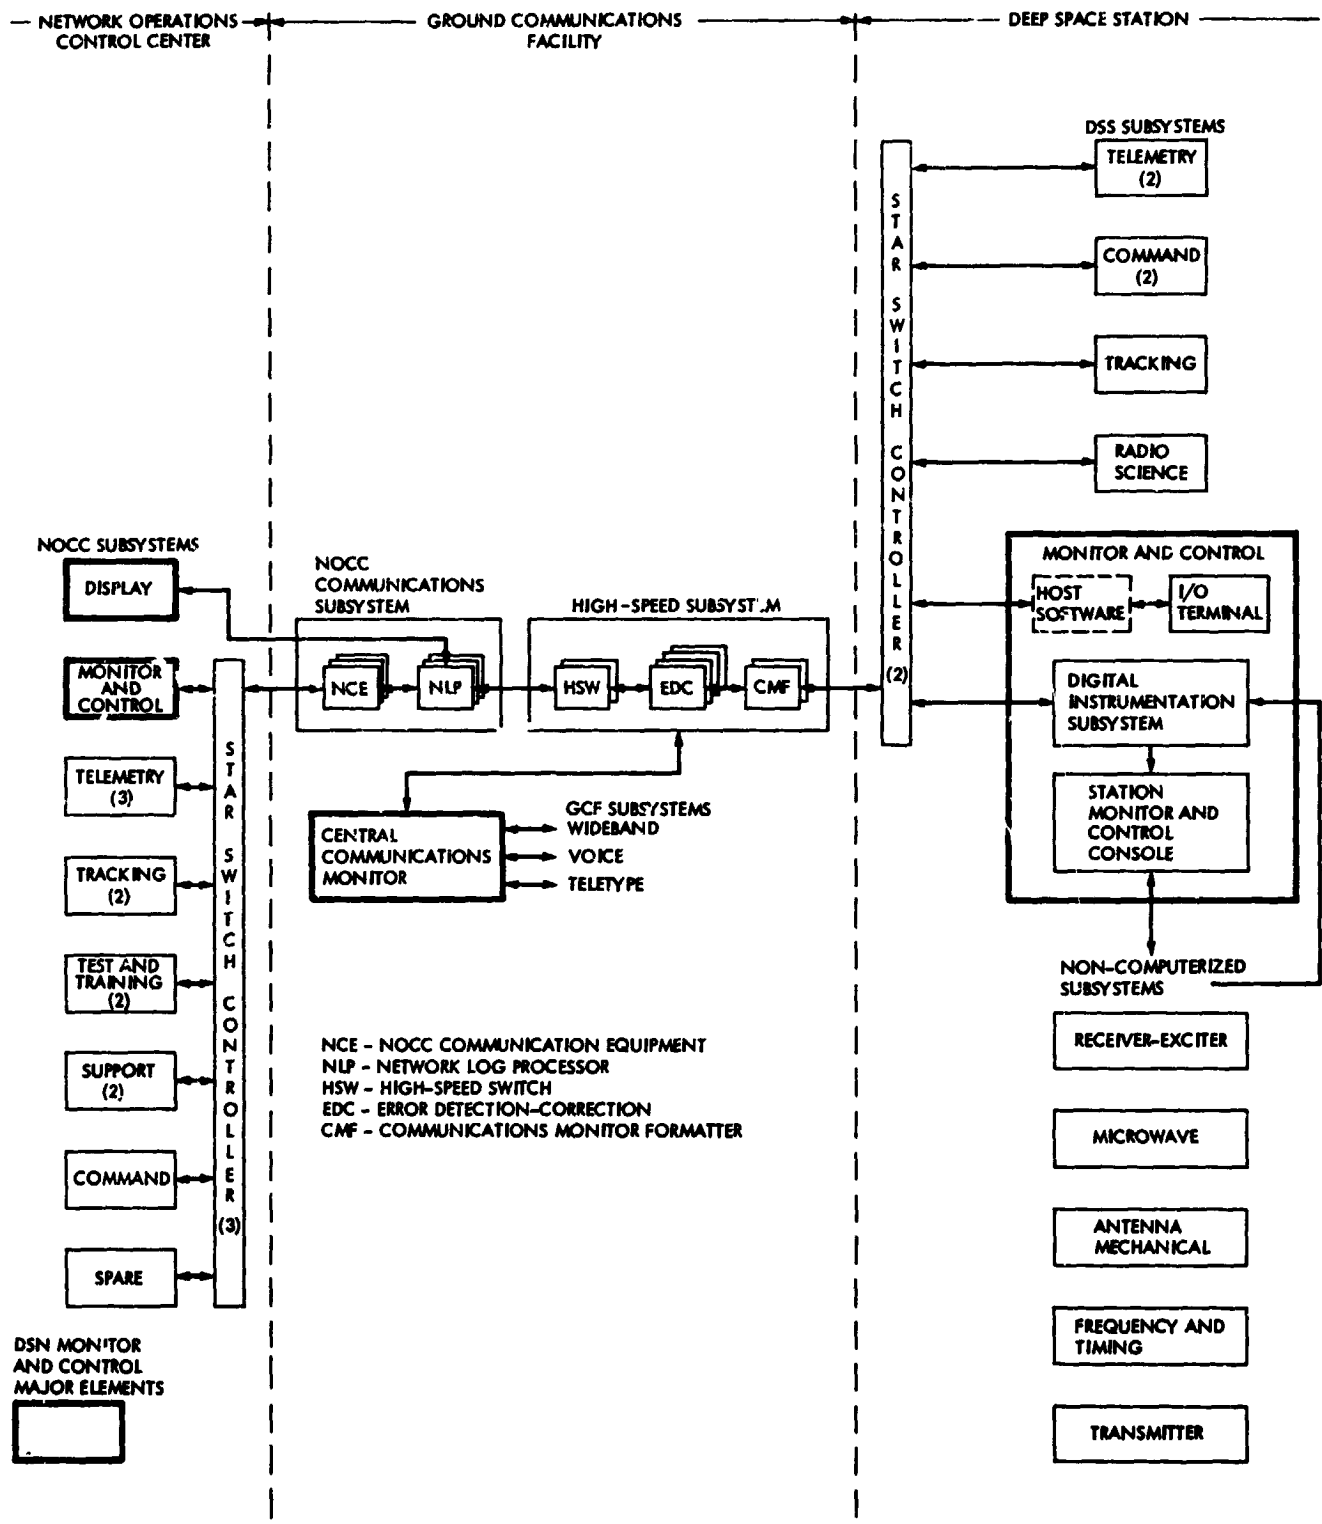 NETWORK OPERATIONS
CONTROL CENTER
GROUND COMMUNICATIONS
FACILITY
DEEP SPACE STATION
DSS SUBSYSTEMS
TELEMETRY
(2)
COMMAND
(2)
TRACKING
RADIO
SCIENCE
STAR SWITCH CONTROLLER (2)
MONITOR AND CONTROL
HOST
SOFTWARE
I/O
TERMINAL
DIGITAL
INSTRUMENTATION
SUBSYSTEM
STATION
MONITOR AND
CONTROL
CONSOLE
NON-COMPUTERIZED
SUBSYSTEMS
RECEIVER-EXCITER
MICROWAVE
ANTENNA
MECHANICAL
FREQUENCY AND
TIMING
TRANSMITTER
NOCC
COMMUNICATIONS
SUBSYSTEM
NCE
NLP
HIGH-SPEED SUBSYSTEM
HSW
EDC
CMF
CENTRAL
COMMUNICATIONS
MONITOR
GCF SUBSYSTEMS
WIDEBAND
VOICE
TELETYPE
NCE - NOCC COMMUNICATION EQUIPMENT
NLP - NETWORK LOG PROCESSOR
HSW - HIGH-SPEED SWITCH
EDC - ERROR DETECTION-CORRECTION
CMF - COMMUNICATIONS MONITOR FORMATTER
NOCC SUBSYSTEMS
DISPLAY
MONITOR
AND
CONTROL
TELEMETRY
(3)
TRACKING
(2)
TEST AND
TRAINING
(2)
SUPPORT
(2)
COMMAND
SPARE
STAR SWITCH CONTROLLER (3)
DSN MONITOR
AND CONTROL
MAJOR ELEMENTS